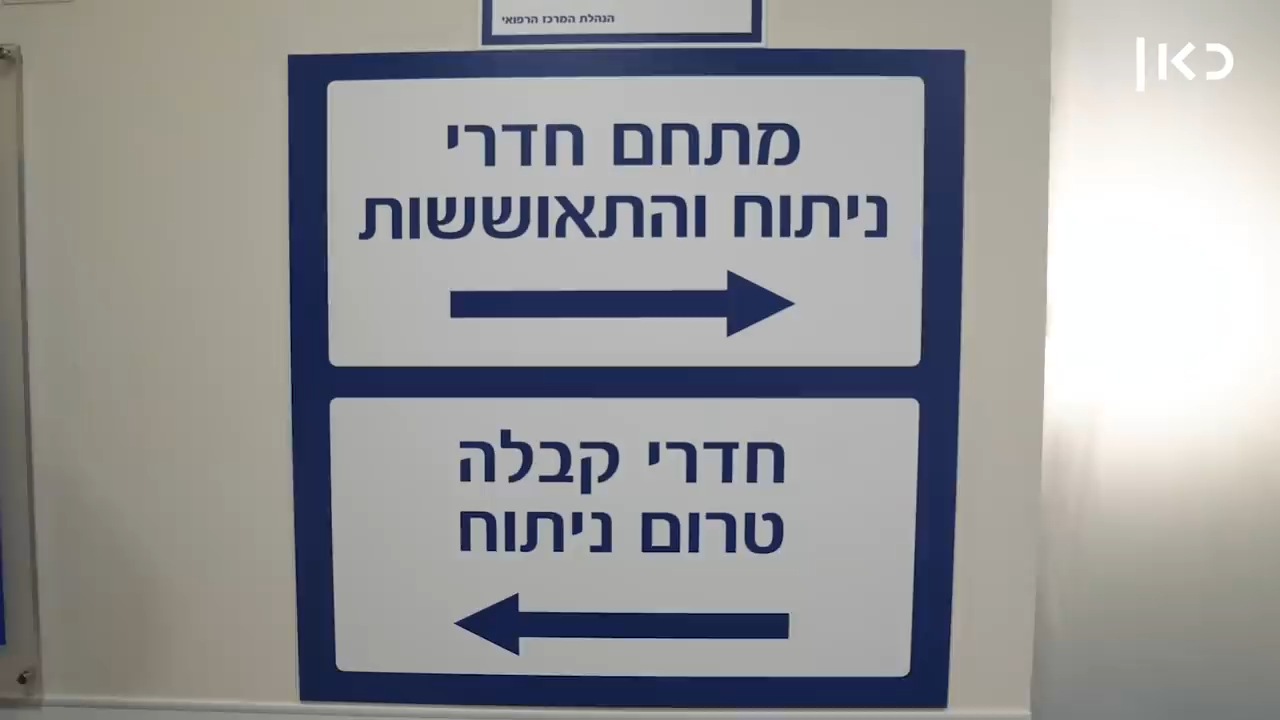 הנהלת המרכז הרפואי
כאן
מתחם חדרי
ניתוח והתאוששות
חדרי קבלה
טרום ניתוח